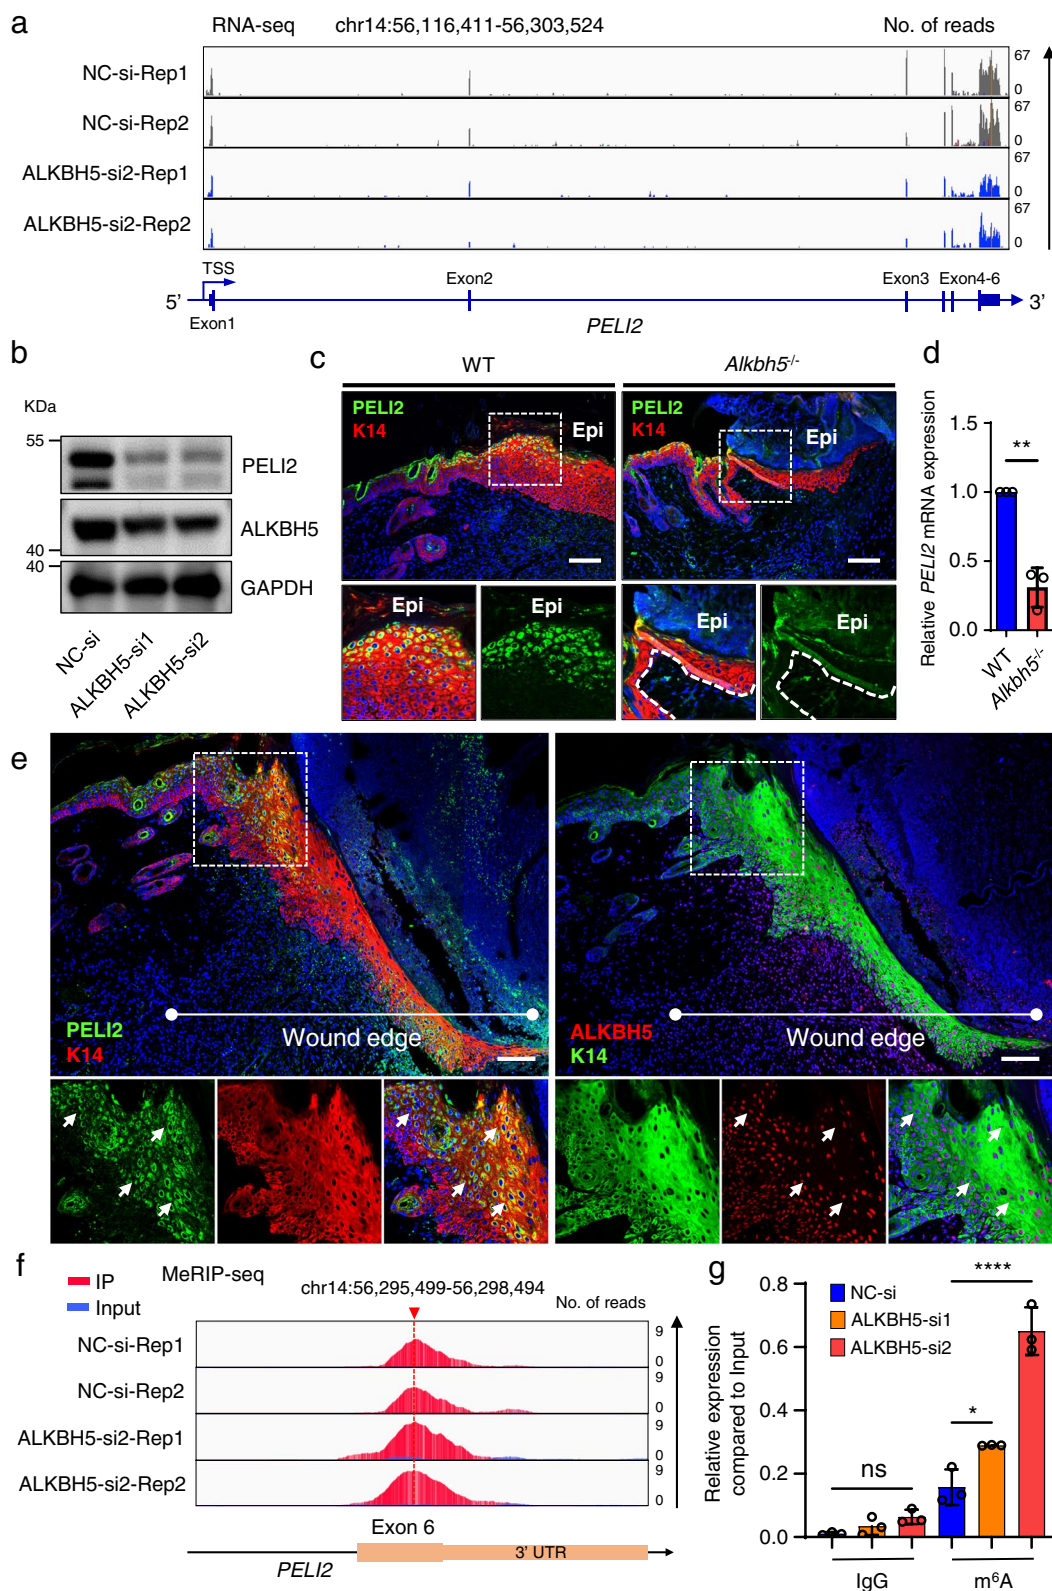 a
RNA-seq chr14:56,116,411-56,303,524 No. of reads
NC-si-Rep1 67 0
NC-si-Rep2 67 0
ALKBH5-si2-Rep1 67 0
ALKBH5-si2-Rep2 67 0
TSS Exon2 Exon3 Exon4-6
5’ 3’
Exon1 PELI2
b
KDa
55
PELI2
ALKBH5
40
40
GAPDH
NC-si ALKBH5-si1 ALKBH5-si2
c
WT Alkbh5-/-
PELI2 PELI2
K14 Epi K14 Epi
Epi Epi Epi Epi
d
Relative PELI2 mRNA expression
1.5
**
1.0
0.5
0.0
WT Alkbh5-/-
e
PELI2 ALKBH5
K14 Wound edge K14 Wound edge
f
IP MeRIP-seq
Input chr14:56,295,499-56,298,494
No. of reads
NC-si-Rep1 9 0
NC-si-Rep2 9 0
ALKBH5-si2-Rep1 9 0
ALKBH5-si2-Rep2 9 0
Exon 6
PELI2 3’ UTR
g
Relative expression
compared to Input
0.8
0.6
0.4
0.2
0.0
NC-si
ALKBH5-si1
ALKBH5-si2
****
*
ns
IgG m6A